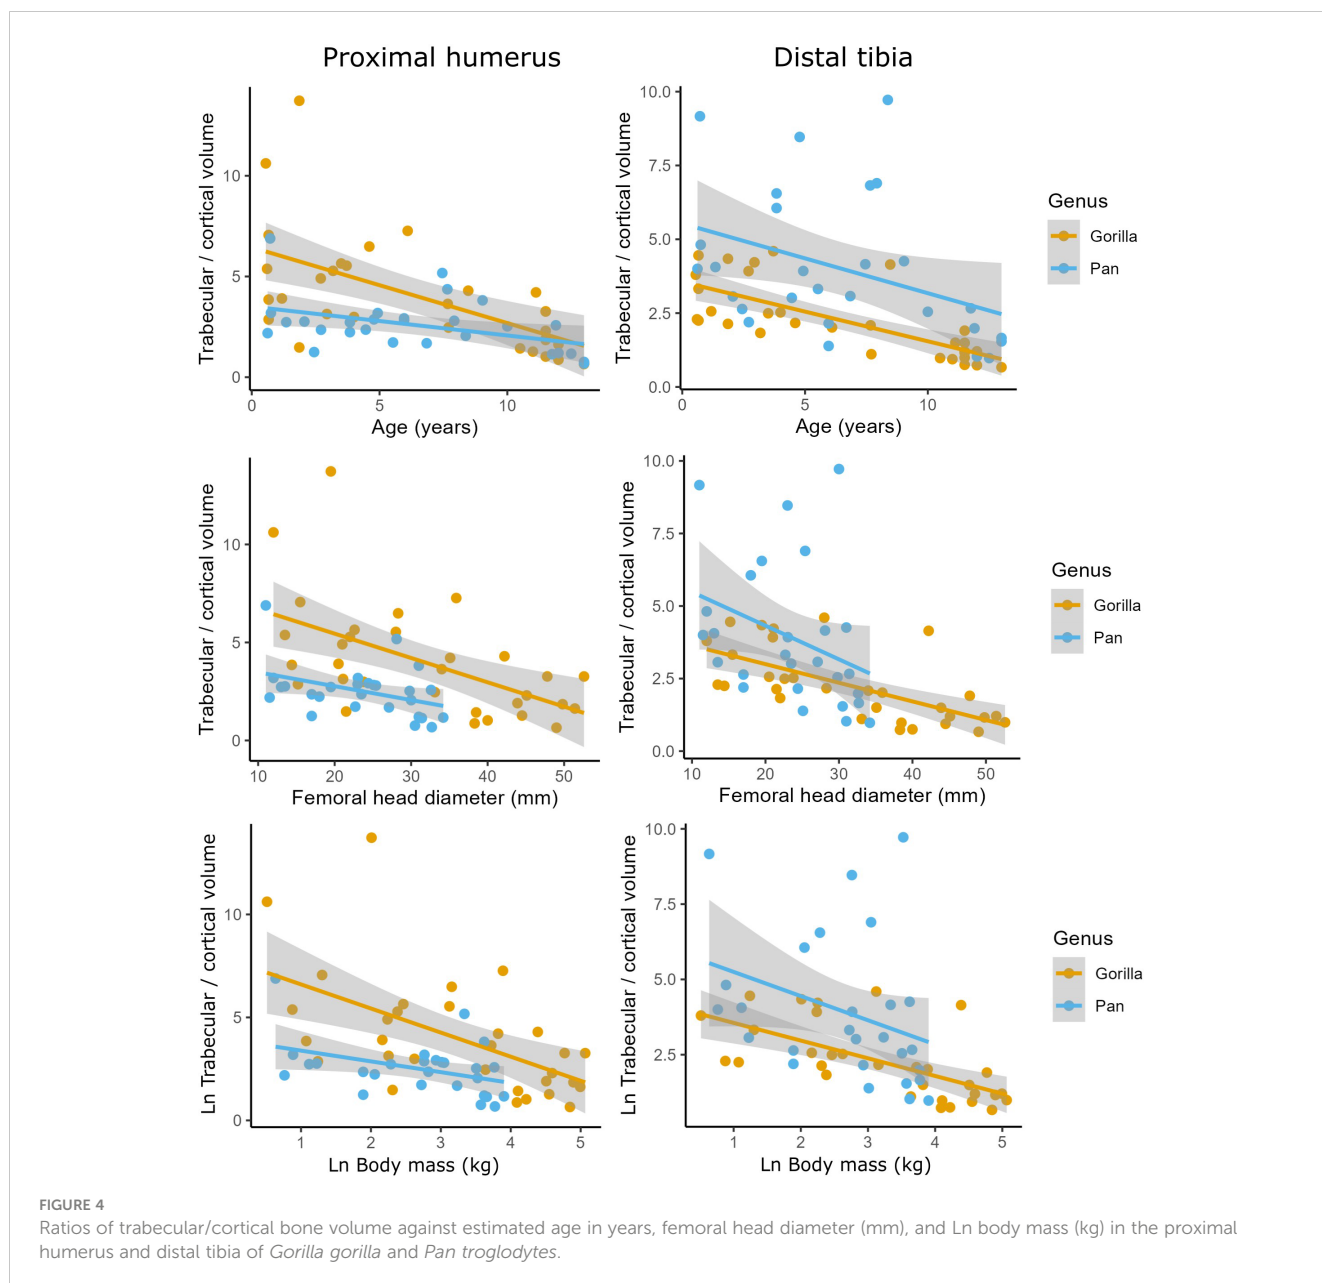 Proximal humerus
Distal tibia
Trabecular / cortical volume
10
5
0
0
5
10
Age (years)
Trabecular / cortical volume
10.0
7.5
5.0
2.5
0.0
0
5
10
Age (years)
Genus
Gorilla
Pan
Trabecular / cortical volume
10
5
0
10
20
30
40
50
Femoral head diameter (mm)
Trabecular / cortical volume
10.0
7.5
5.0
2.5
0.0
10
20
30
40
50
Femoral head diameter (mm)
Genus
Gorilla
Pan
Ln Trabecular / cortical volume
10
5
0
1
2
3
4
5
Ln Body mass (kg)
Ln Trabecular / cortical volume
10.0
7.5
5.0
2.5
1
2
3
4
5
Ln Body mass (kg)
Genus
Gorilla
Pan
FIGURE 4
Ratios of trabecular/cortical bone volume against estimated age in years, femoral head diameter (mm), and Ln body mass (kg) in the proximal
humerus and distal tibia of Gorilla gorilla and Pan troglodytes.